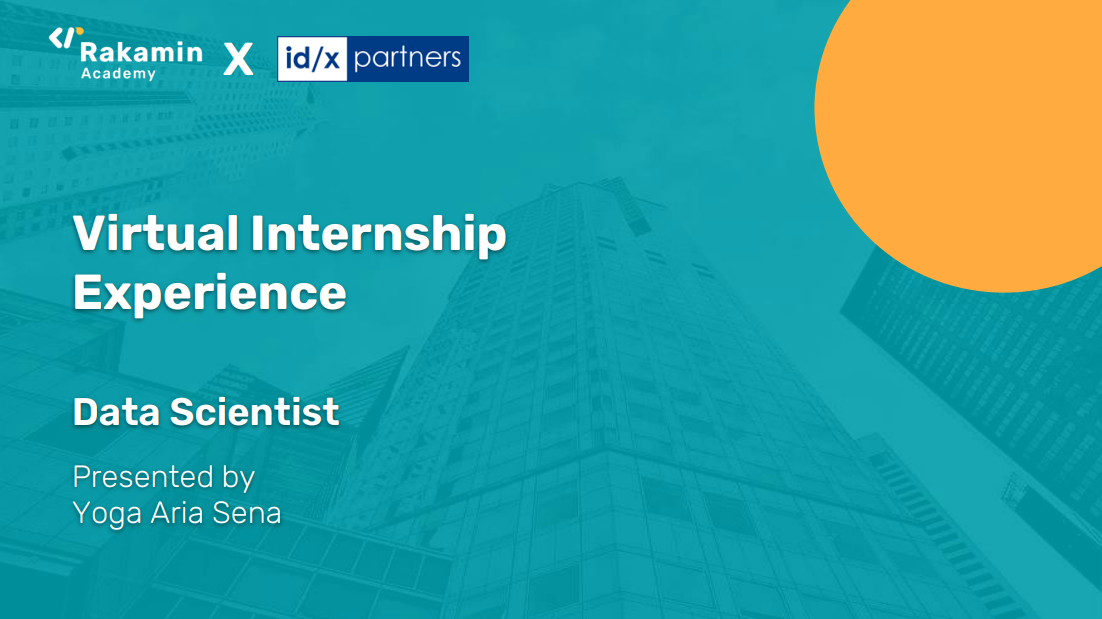 Rakamin
Academy
X
id/x partners
Virtual Internship
Experience
Data Scientist
Presented by
Yoga Aria Sena